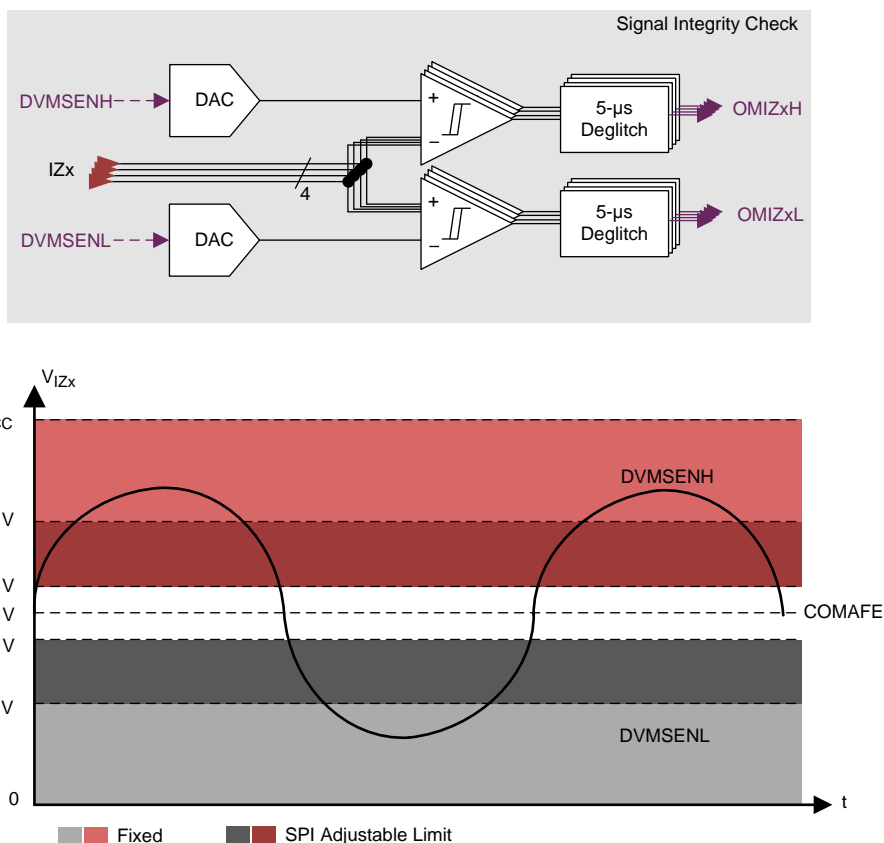 Signal Integrity Check
DVMSENH
DAC
+
−
5-µs
Deglitch
OMIZxH
IZx
4
DVMSENL
DAC
+
−
5-µs
Deglitch
OMIZxL
VIZx
CC
DVMSENH
V
V
V
COMAFE
V
V
DVMSENL
0
t
Fixed
SPI Adjustable Limit